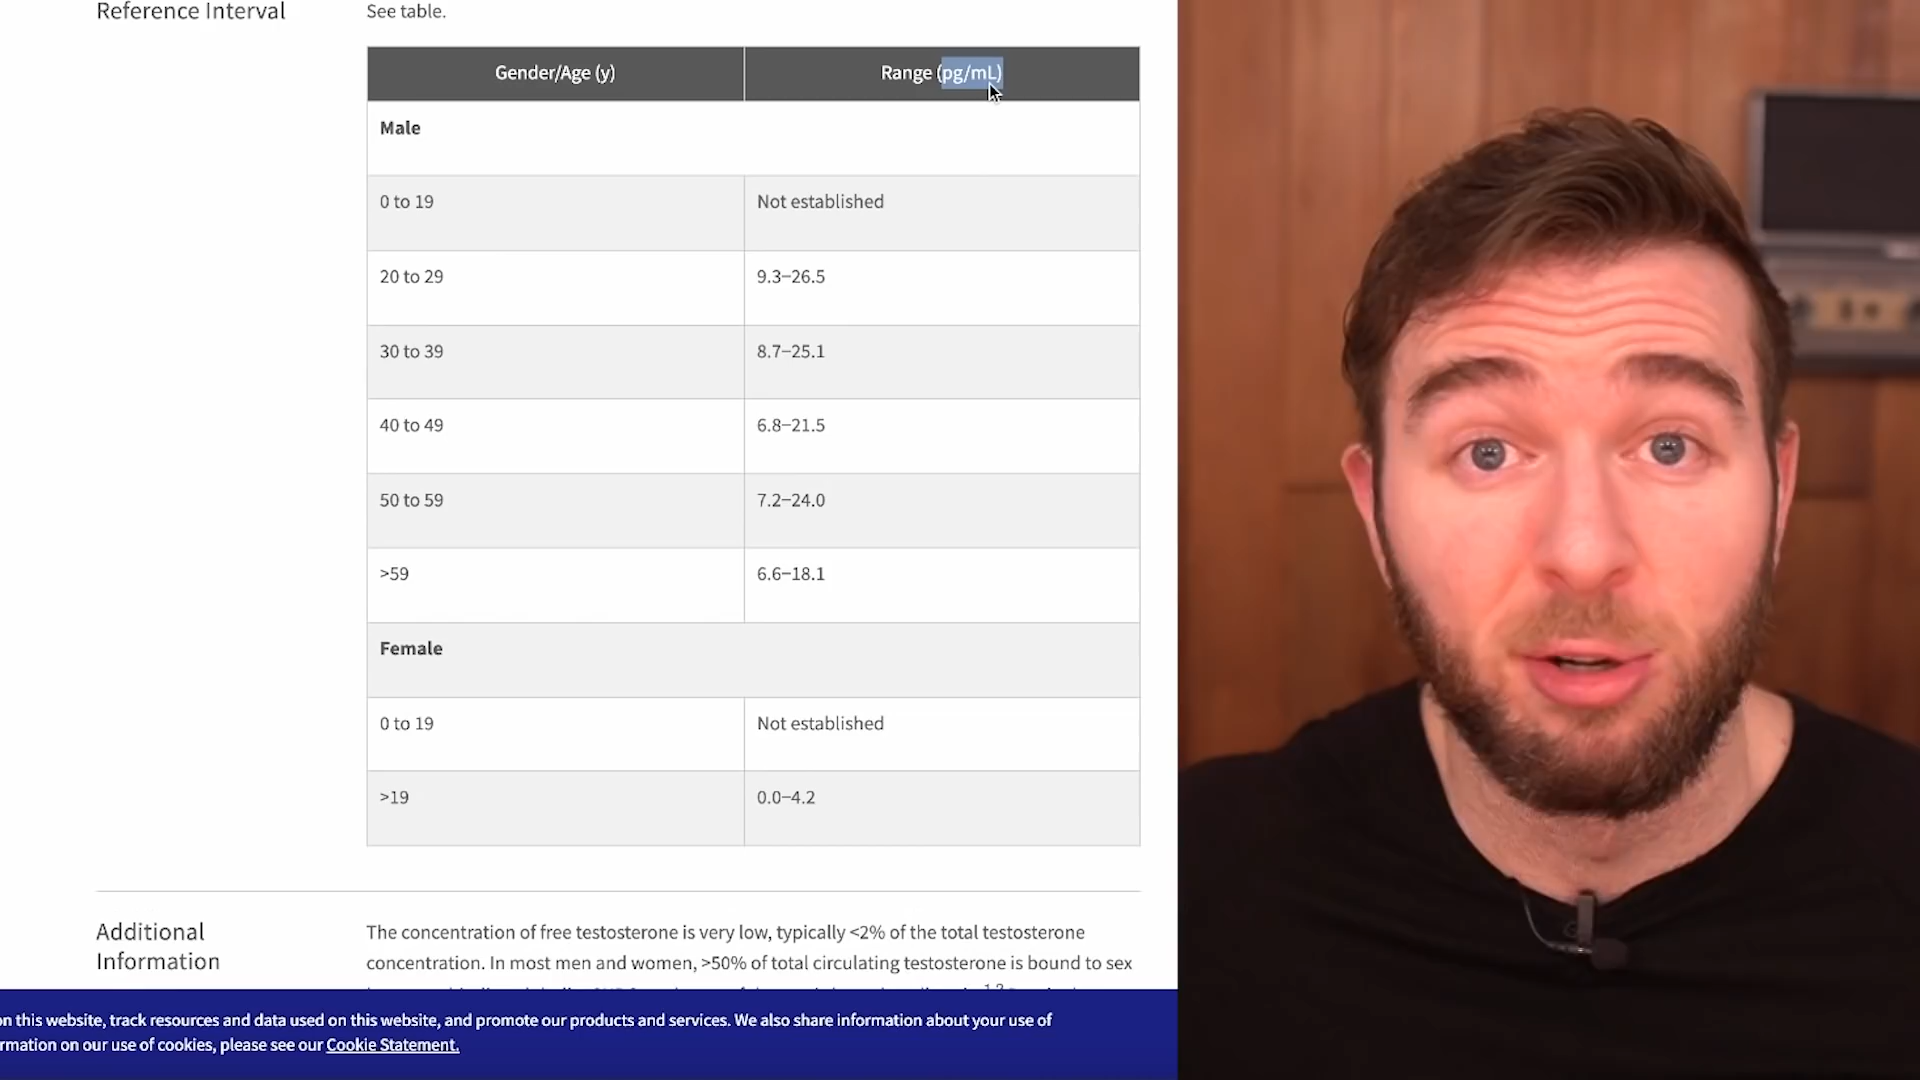 Reference Interval
See table.
Gender/Age (y) Range (pg/mL)
Male
0 to 19 Not established
20 to 29 9.3–26.5
30 to 39 8.7–25.1
40 to 49 6.8–21.5
50 to 59 7.2–24.0
>59 6.6–18.1
Female
0 to 19 Not established
>19 0.0–4.2
Additional
Information
The concentration of free testosterone is very low, typically <2% of the total testosterone
concentration. In most men and women, >50% of total circulating testosterone is bound to sex
on this website, track resources and data used on this website, and promote our products and services. We also share information about your use of
rmation on our use of cookies, please see our Cookie Statement.